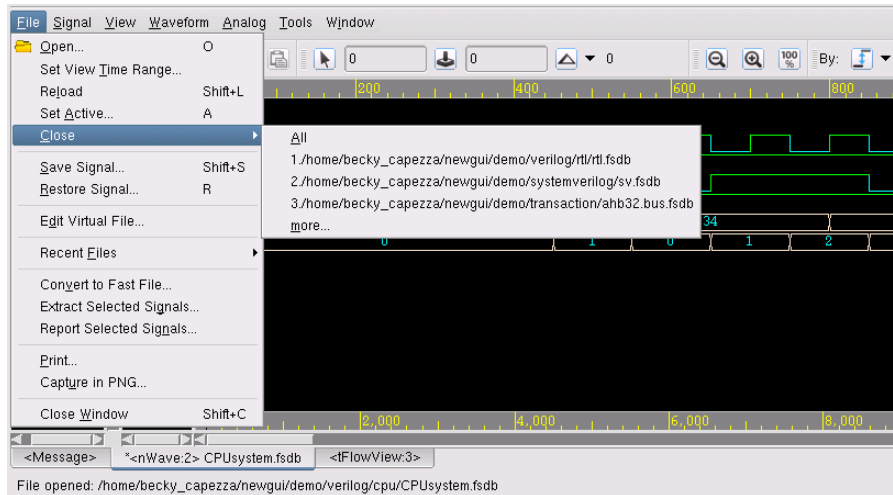 File Signal View Waveform Analog Tools Window
Open... O
Set View Time Range...
Reload Shift+L
Set Active... A
Close
Save Signal... Shift+S
Restore Signal... R
Edit Virtual File...
Recent Files
Convert to Fast File...
Extract Selected Signals...
Report Selected Signals...
Print...
Capture in PNG...
Close Window Shift+C
All
1./home/becky_capezza/newgui/demo/verilog/rtl/rtl.fsdb
2./home/becky_capezza/newgui/demo/systemverilog/sv.fsdb
3./home/becky_capezza/newgui/demo/transaction/ahb32.bus.fsdb
more...
0 0 0 100 % By:
200 400 600 800
34
0 1 0 1 2
2,000 4,000 6,000 8,000
<Message> *<nWave:2> CPUsystem.fsdb <tFlowView:3>
File opened: /home/becky_capezza/newgui/demo/verilog/cpu/CPUsystem.fsdb